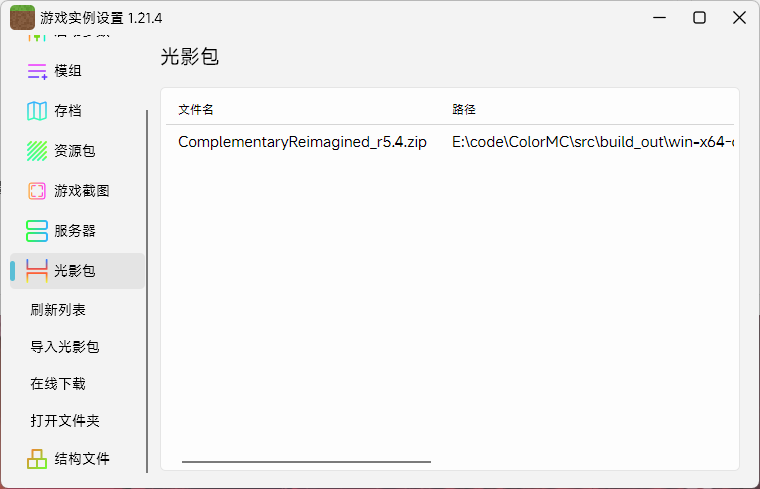 游戏实例设置 1.21.4
模组
存档
资源包
游戏截图
服务器
光影包
刷新列表
导入光影包
在线下载
打开文件夹
结构文件
光影包
文件名 路径
ComplementaryReimagined_r5.4.zip E:\code\ColorMC\src\build_out\win-x64-